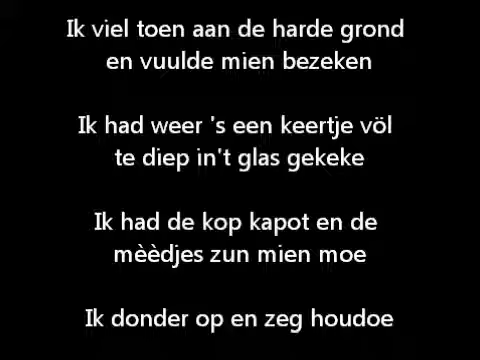 Ik viel toen aan de harde grond
en vuulde mien bezeken
Ik had weer 's een keertje völ
te diep in't glas gekeke
Ik had de kop kapot en de
mèèdjes zun mien moe
Ik donder op en zeg houdoe